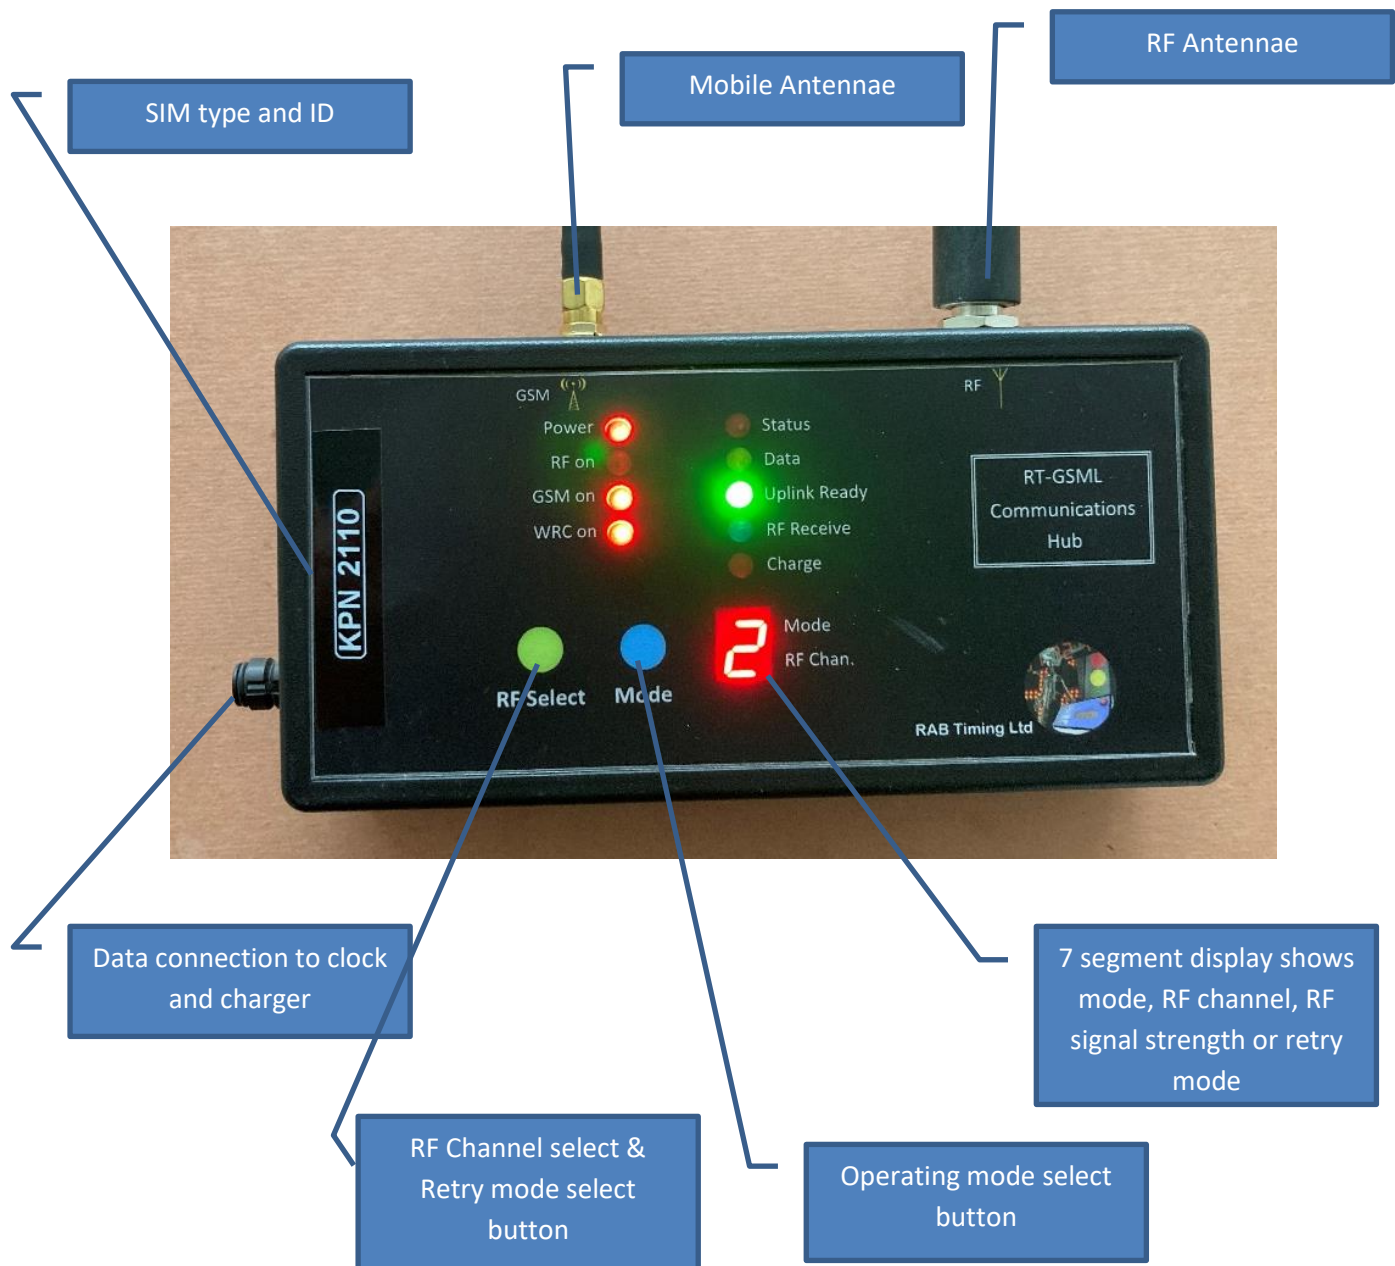 RF Antennae
Mobile Antennae
SIM type and ID
GSM
RF
Power
Status
RF on
Data
GSM on
Uplink Ready
WRC on
RF Receive
Charge
RT-GSML
Communications
Hub
KPN 2110
2
Mode
RF Chan.
RF Select
Mode
RAB Timing Ltd
Data connection to clock
and charger
7 segment display shows
mode, RF channel, RF
signal strength or retry
mode
RF Channel select &
Retry mode select
button
Operating mode select
button